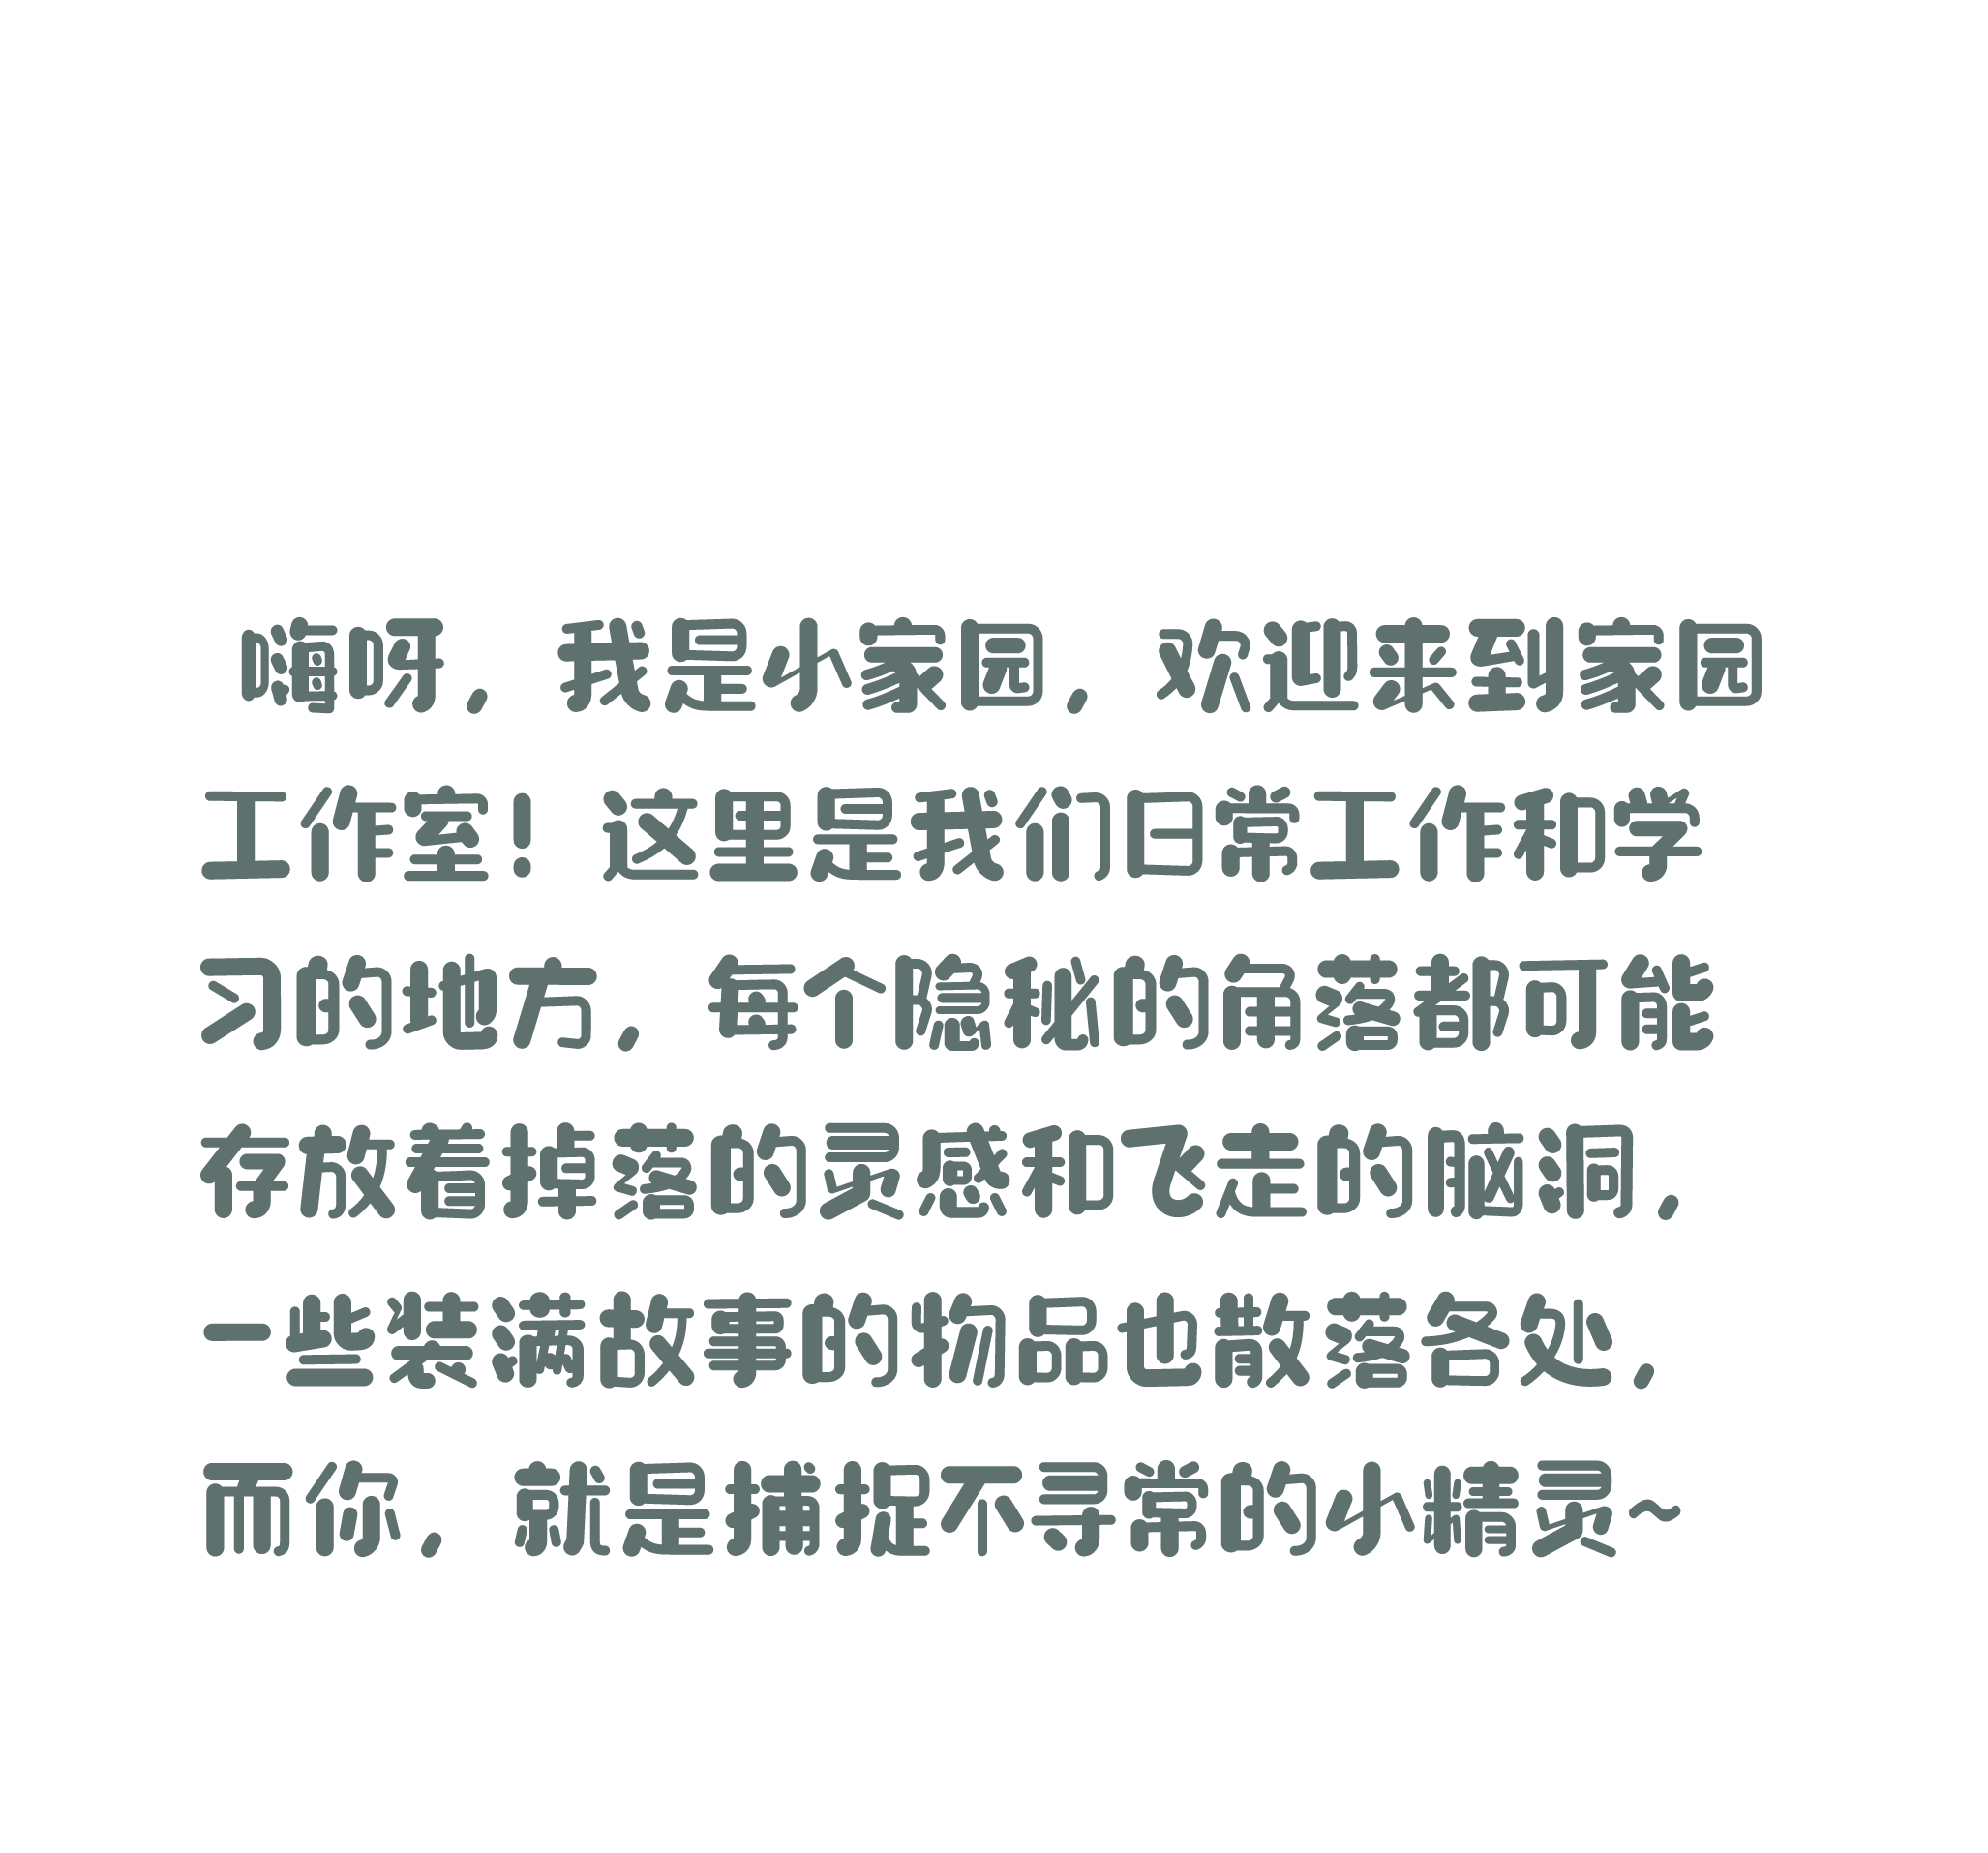 嗨呀，我是小家园，欢迎来到家园
工作室！这里是我们日常工作和学
习的地方，每个隐秘的角落都可能
存放着掉落的灵感和飞走的脑洞，
一些装满故事的物品也散落各处，
而你，就是捕捉不寻常的小精灵~